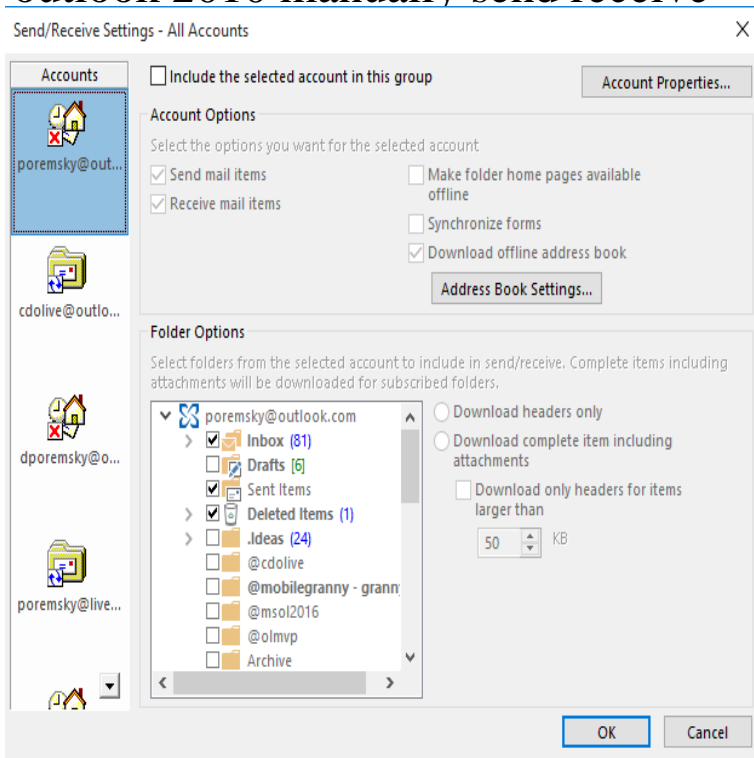 Send/Receive Settings - All Accounts
Accounts
poremsky@out...
cdolive@outlo...
dporemsky@o...
poremsky@live...
Include the selected account in this group
Account Properties...
Account Options
Select the options you want for the selected account
Send mail items
Receive mail items
Make folder home pages available
offline
Synchronize forms
Download offline address book
Address Book Settings...
Folder Options
Select folders from the selected account to include in send/receive. Complete items including
attachments will be downloaded for subscribed folders.
poremsky@outlook.com
Inbox (81)
Drafts [6]
Sent Items
Deleted Items (1)
.Ideas (24)
@cdolive
@mobilegranny - grann
@msol2016
@olmvp
Archive
Download headers only
Download complete item including
attachments
Download only headers for items
larger than
50 KB
OK Cancel